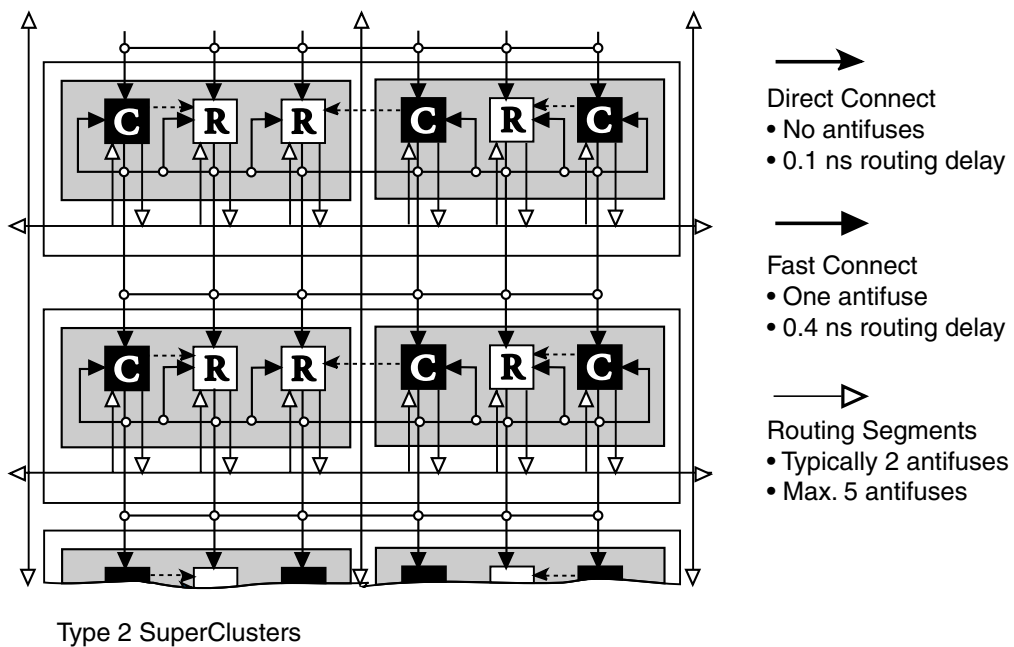 C R R C R C
Direct Connect
• No antifuses
• 0.1 ns routing delay
Fast Connect
• One antifuse
• 0.4 ns routing delay
C R R C R C
Routing Segments
• Typically 2 antifuses
• Max. 5 antifuses
Type 2 SuperClusters